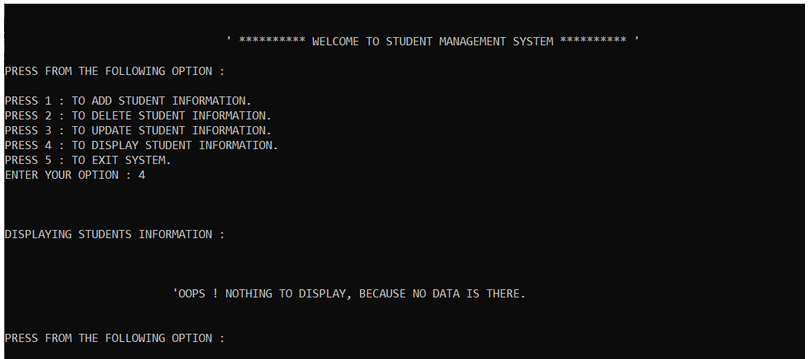 ' ********** WELCOME TO STUDENT MANAGEMENT SYSTEM ********** '
PRESS FROM THE FOLLOWING OPTION :
PRESS 1 : TO ADD STUDENT INFORMATION.
PRESS 2 : TO DELETE STUDENT INFORMATION.
PRESS 3 : TO UPDATE STUDENT INFORMATION.
PRESS 4 : TO DISPLAY STUDENT INFORMATION.
PRESS 5 : TO EXIT SYSTEM.
ENTER YOUR OPTION : 4
DISPLAYING STUDENTS INFORMATION :
'OOPS ! NOTHING TO DISPLAY, BECAUSE NO DATA IS THERE.
PRESS FROM THE FOLLOWING OPTION :